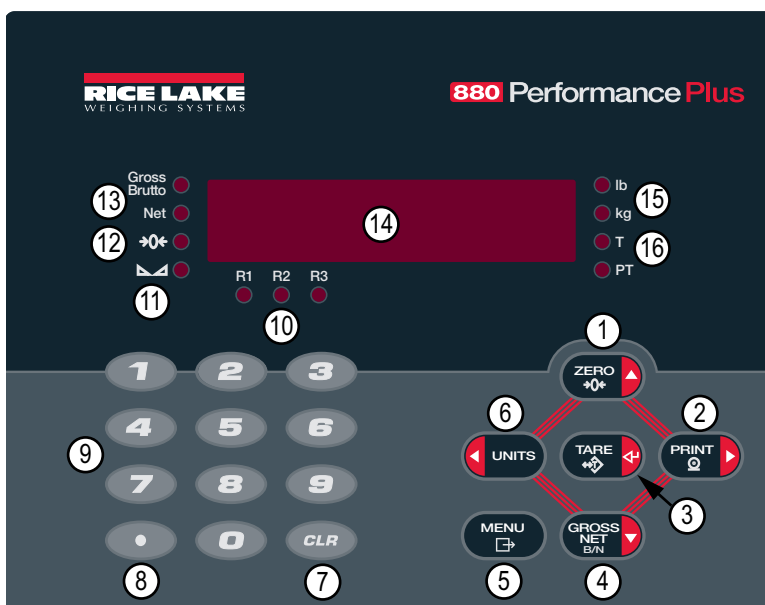 RICE LAKE
WEIGHING SYSTEMS
880 Performance Plus
Gross
Brutto
13
Net
12
→0←
11
14
lb
15
kg
T
16
PT
R1 R2 R3
10
1
1 2 3
ZERO
→0←
4 5 6
6
2
9
UNITS
TARE
T
PRINT
7 8 9
3
MENU
GROSS
NET
B/N
. 0 CLR
8
7
5
4